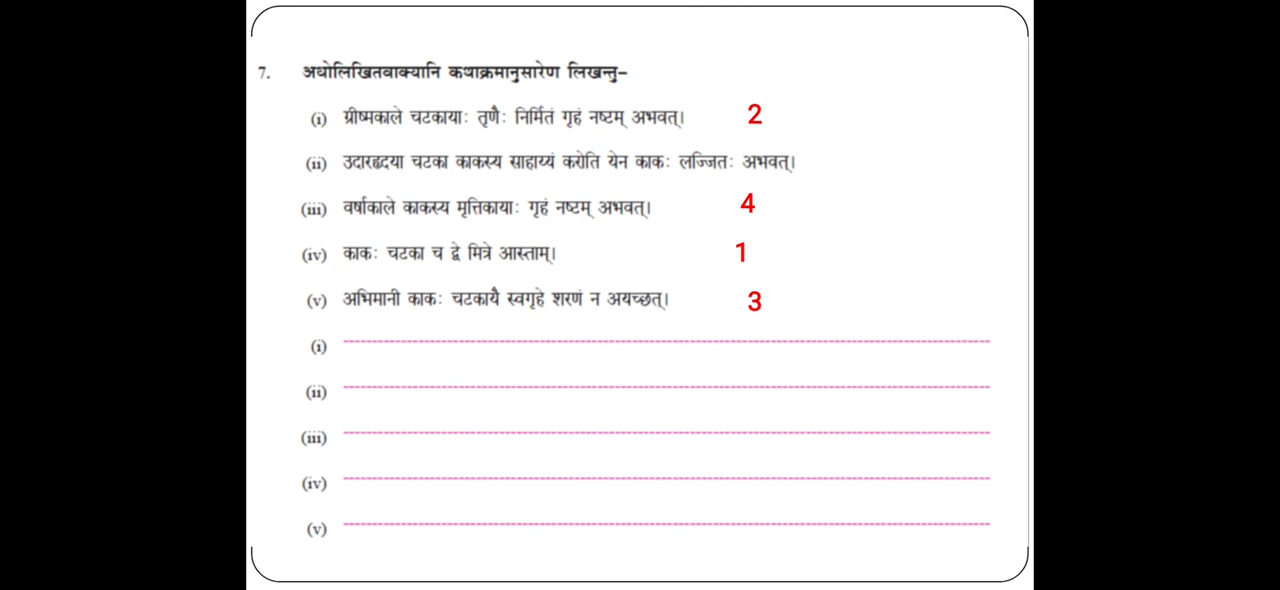 7. अधोलिखितवाक्यानि कथाक्रमानुसारेण लिखन्तु-
(i) ग्रीष्मकाले चटकायाः तृणैः निर्मितं गृहं नष्टम् अभवत्। 2
(ii) उदारहृदया चटका काकस्य साहाय्यं करोति येन काकः लज्जितः अभवत्।
(iii) वर्षाकाले काकस्य मृत्तिकायाः गृहं नष्टम् अभवत्। 4
(iv) काकः चटका च द्वे मित्रे आस्ताम्। 1
(v) अभिमानी काकः चटकायै स्वगृहे शरणं न अयच्छत्। 3
(i)
(ii)
(iii)
(iv)
(v)